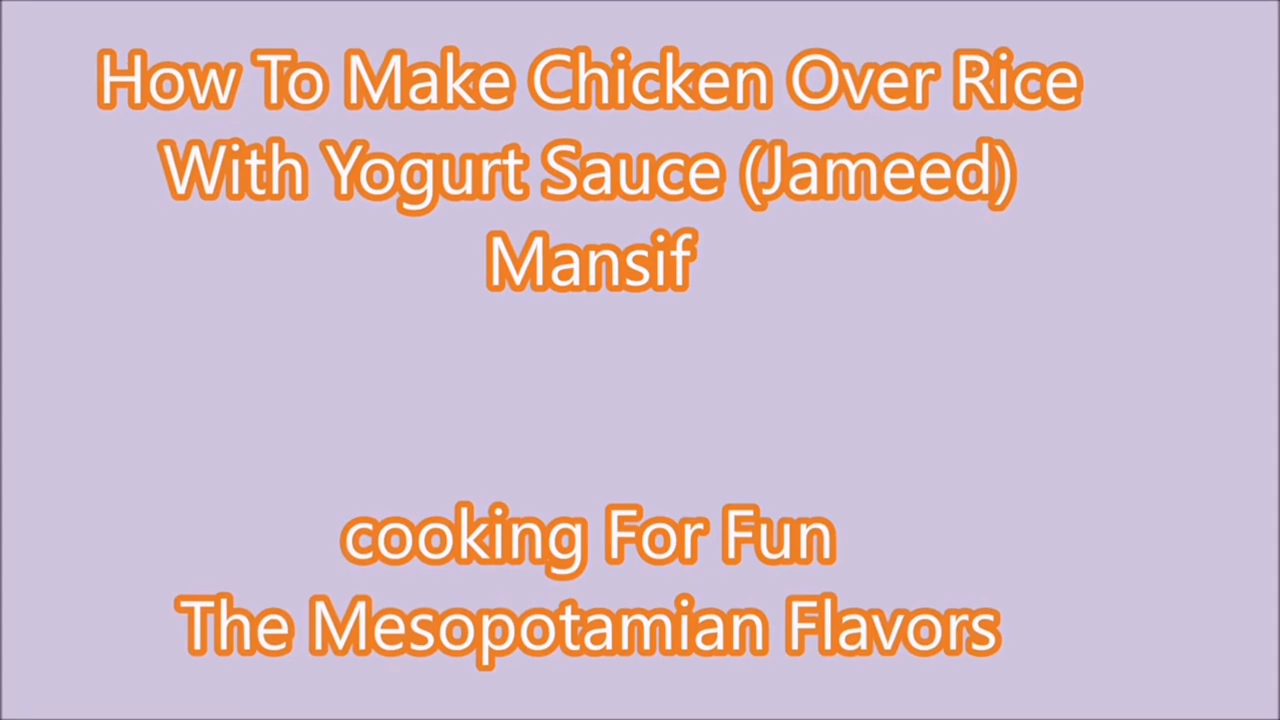 How To Make Chicken Over Rice
With Yogurt Sauce (Jameed)
Mansif
cooking For Fun
The Mesopotamian Flavors